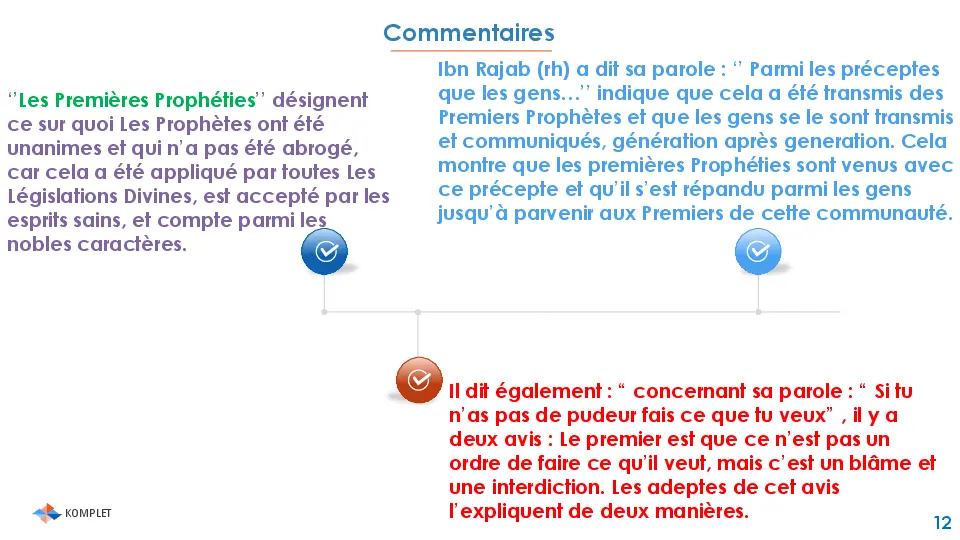 Commentaires
‘’Les Premières Prophéties’’ désignent
ce sur quoi Les Prophètes ont été
unanimes et qui n’a pas été abrogé,
car cela a été appliqué par toutes Les
Législations Divines, est accepté par les
esprits sains, et compte parmi les
nobles caractères.
Ibn Rajab (rh) a dit sa parole : ‘’ Parmi les préceptes
que les gens…’’ indique que cela a été transmis des
Premiers Prophètes et que les gens se le sont transmis
et communiqués, génération après generation. Cela
montre que les premières Prophéties sont venus avec
ce précepte et qu’il s’est répandu parmi les gens
jusqu’à parvenir aux Premiers de cette communauté.
Il dit également : “ concernant sa parole : “ Si tu
n’as pas de pudeur fais ce que tu veux” , il y a
deux avis : Le premier est que ce n’est pas un
ordre de faire ce qu’il veut, mais c’est un blâme et
une interdiction. Les adeptes de cet avis
l’expliquent de deux manières.
KOMPLET
12